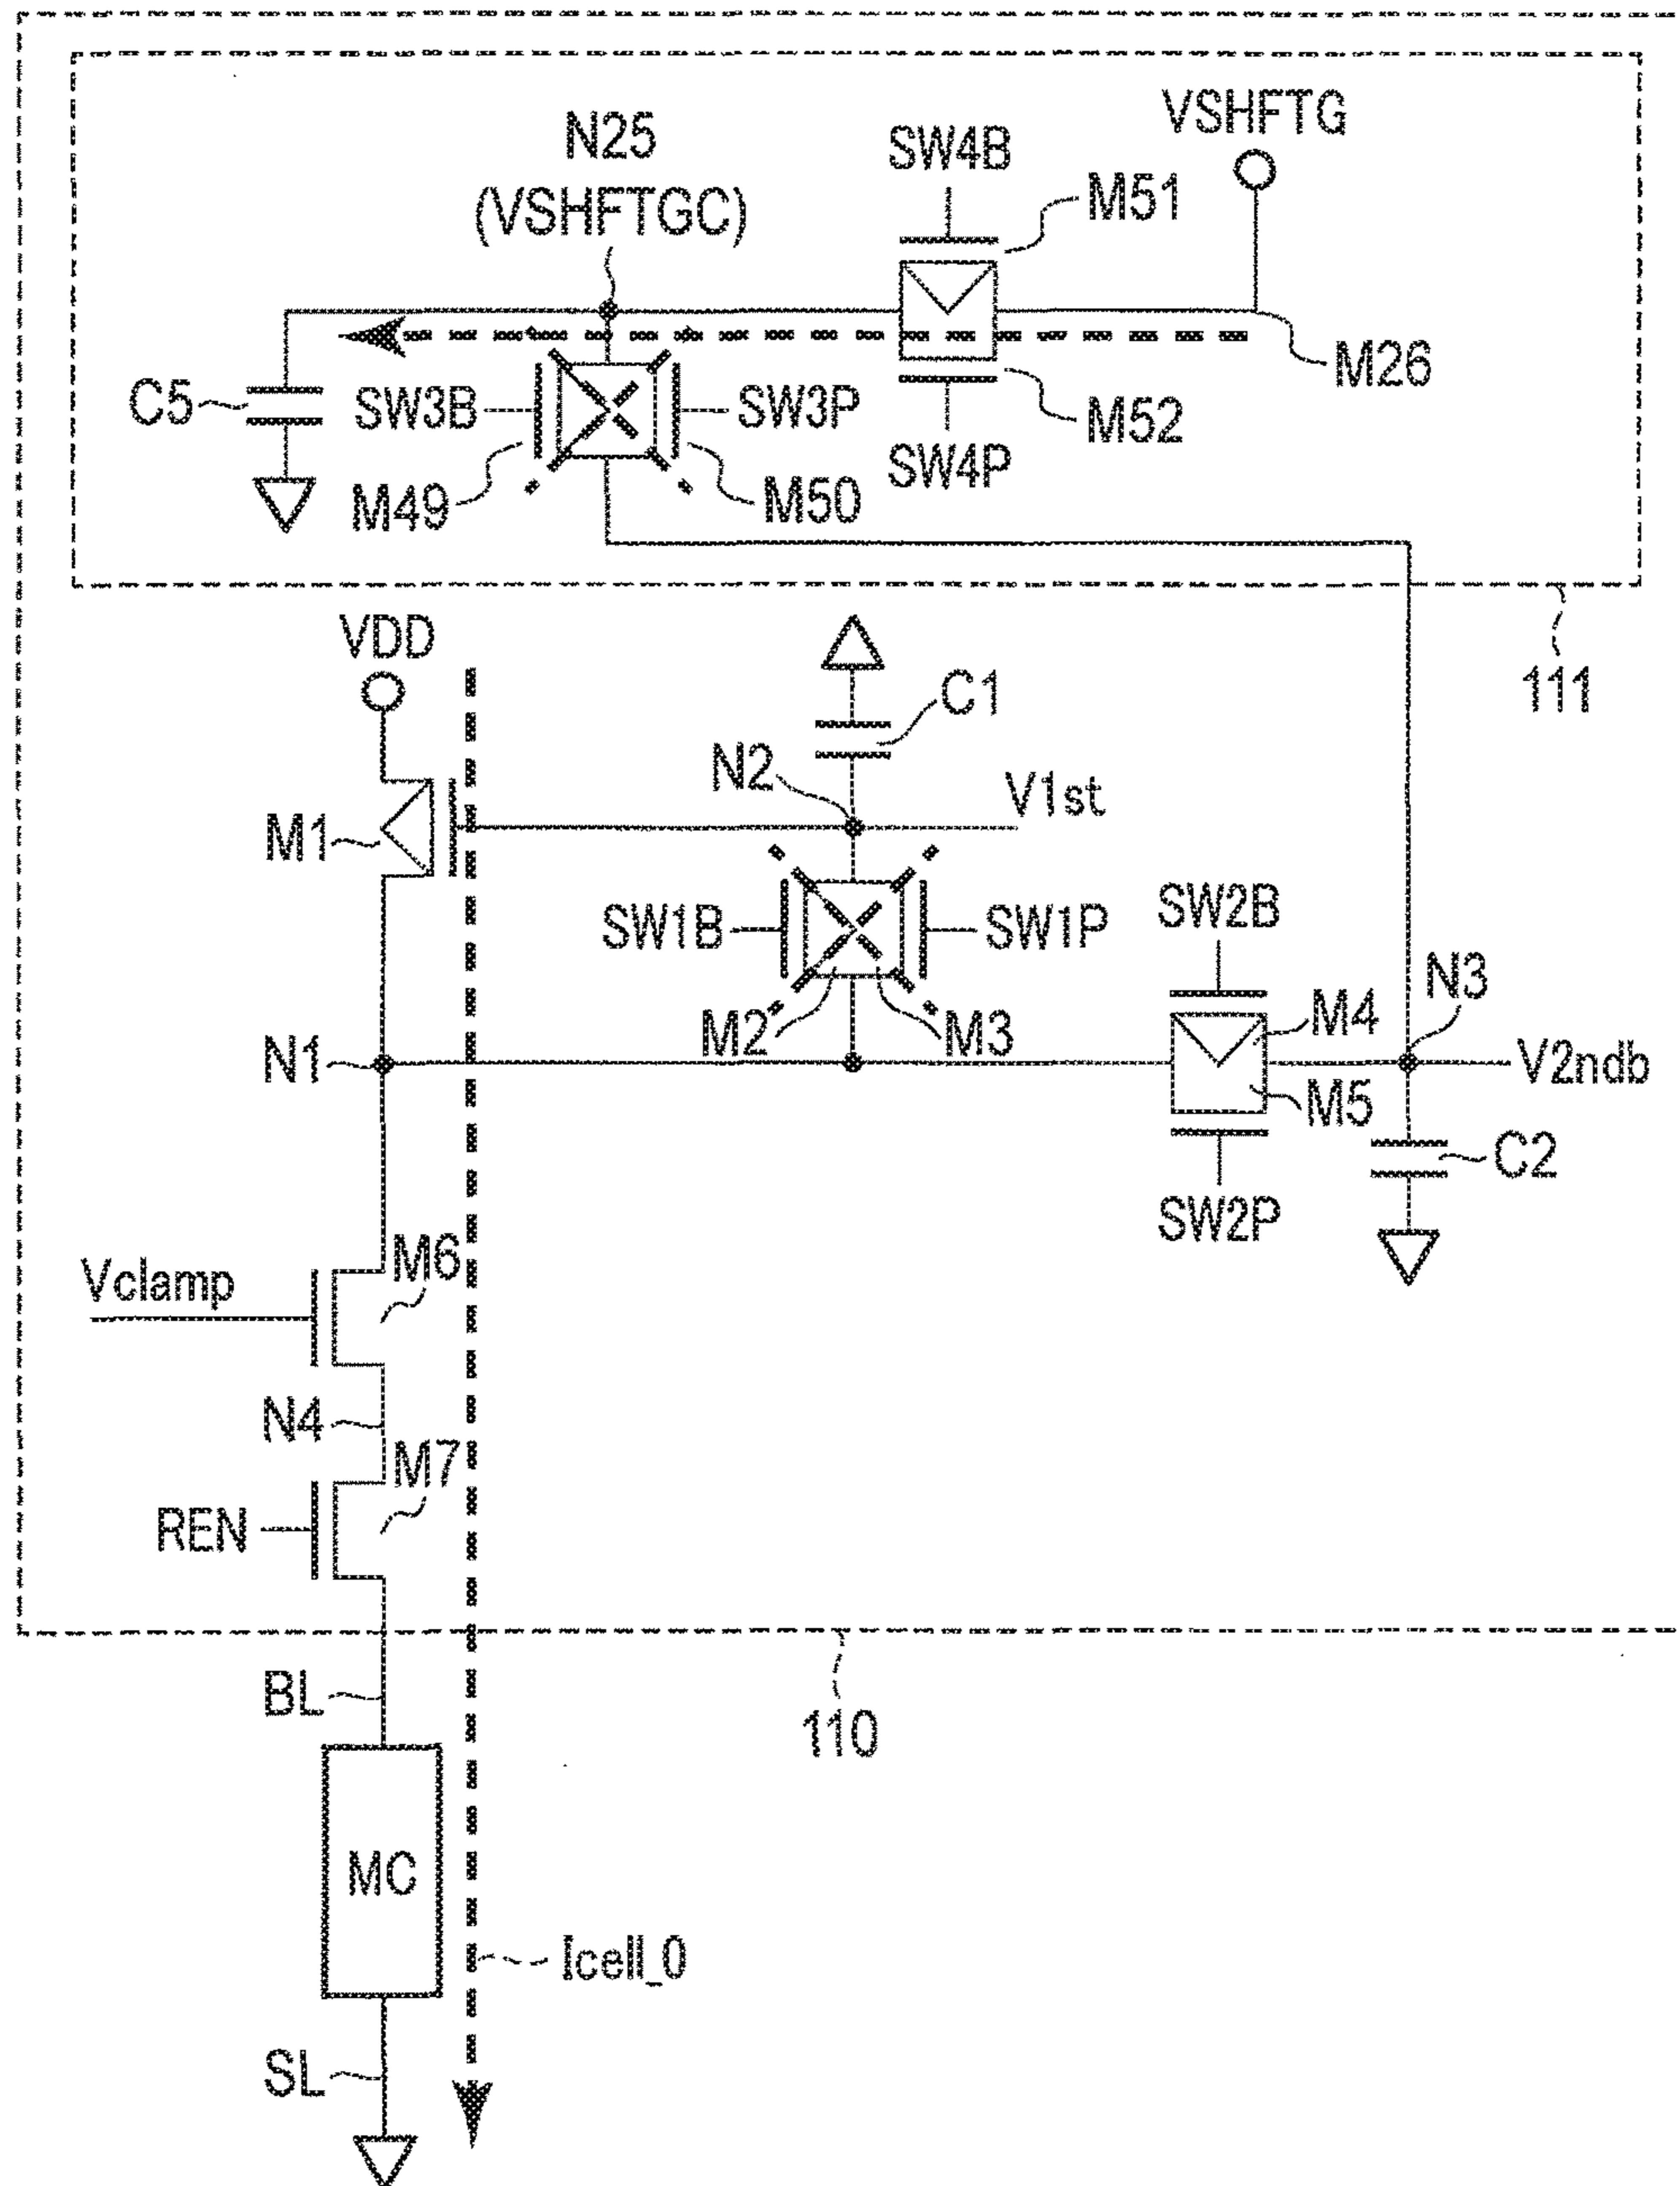 VSHFTG
N25
(VSHFTGC)
SW4B
M51
M26
C5
SW3B
SW3P
M52
SW4P
M49
M50
VDD
111
C1
N2
V1st
M1
SW1B
SW1P
SW2B
N3
M2
M3
M4
N1
V2ndb
M5
C2
SW2P
M6
Vclamp
N4
M7
REN
BL
110
MC
Icell_0
SL